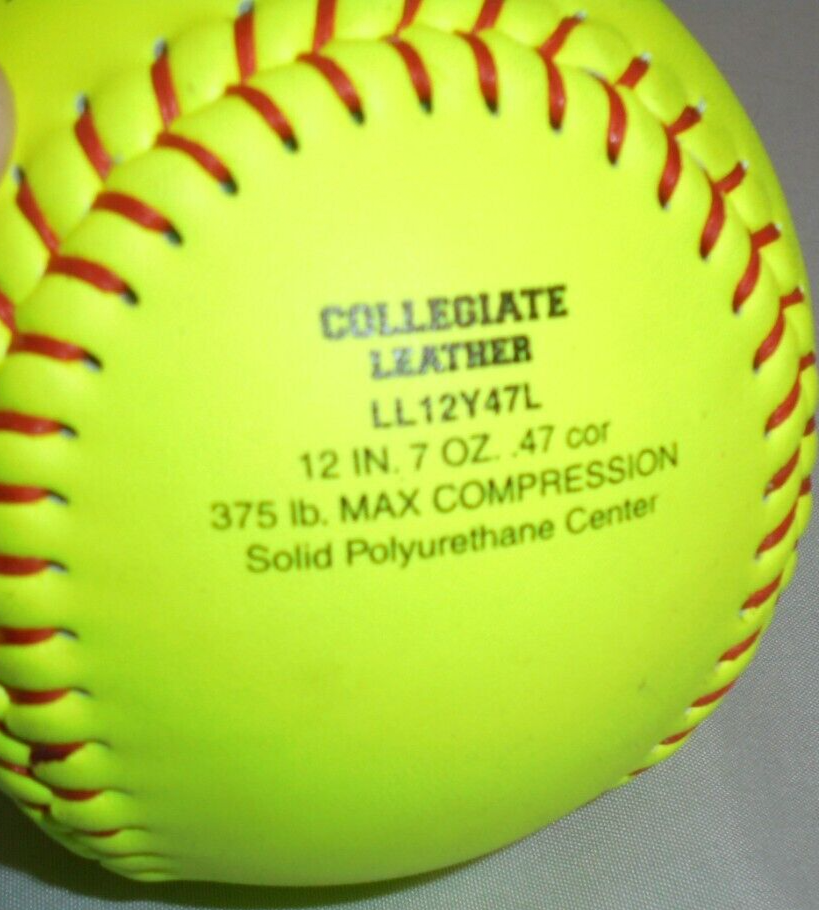 COLLEGIATE
LEATHER
LL12Y47L
12 IN. 7 OZ. .47 cor
375 lb. MAX COMPRESSION
Solid Polyurethane Center